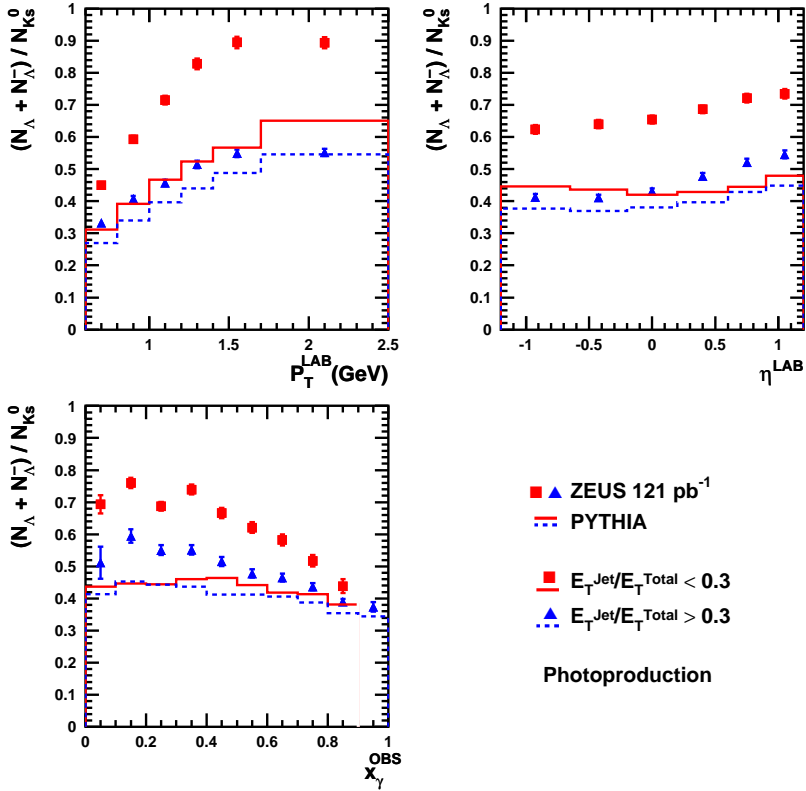 (N_Λ + N_Λ̄) / N_Ks^0
1
0.9
0.8
0.7
0.6
0.5
0.4
0.3
0.2
0.1
0
1 1.5 2 2.5
P_T^LAB (GeV)
(N_Λ + N_Λ̄) / N_Ks^0
1
0.9
0.8
0.7
0.6
0.5
0.4
0.3
0.2
0.1
0
-1 -0.5 0 0.5 1
η^LAB
(N_Λ + N_Λ̄) / N_Ks^0
1
0.9
0.8
0.7
0.6
0.5
0.4
0.3
0.2
0.1
0
0 0.2 0.4 0.6 0.8 1
x_γ^OBS
ZEUS 121 pb^-1
PYTHIA
E_T^Jet/E_T^Total < 0.3
E_T^Jet/E_T^Total > 0.3
Photoproduction